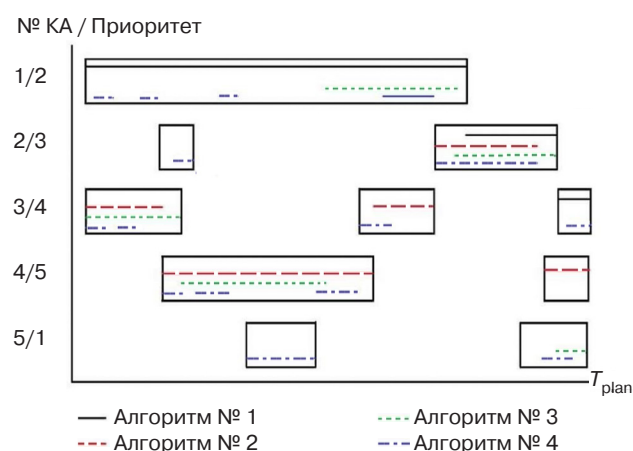 № КА / Приоритет
1/2
2/3
3/4
4/5
5/1
Tplan
Алгоритм № 1
Алгоритм № 3
Алгоритм № 2
Алгоритм № 4